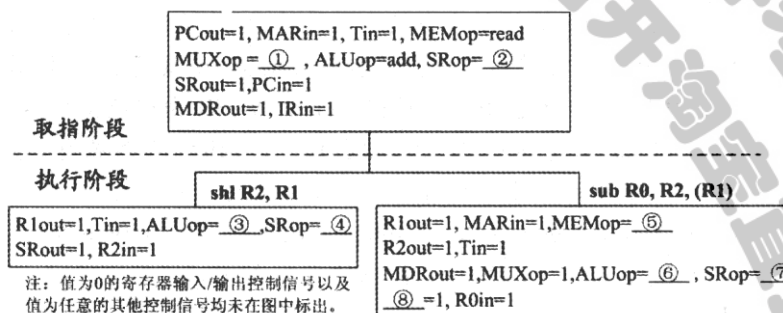 PCout=1, MARin=1, Tin=1, MEMop=read
MUXop = ① , ALUop=add, SRop= ②
SRout=1,PCin=1
MDRout=1, IRin=1
取指阶段
执行阶段
shl R2, R1
sub R0, R2, (R1)
R1out=1,Tin=1,ALUop= ③ ,SRop= ④
SRout=1, R2in=1
R1out=1, MARin=1,MEMop= ⑤
R2out=1,Tin=1
MDRout=1,MUXop=1,ALUop= ⑥ , SRop= ⑦
⑧ =1, R0in=1
注：值为0的寄存器输入/输出控制信号以及
值为任意的其他控制信号均未在图中标出。
开淘宝直